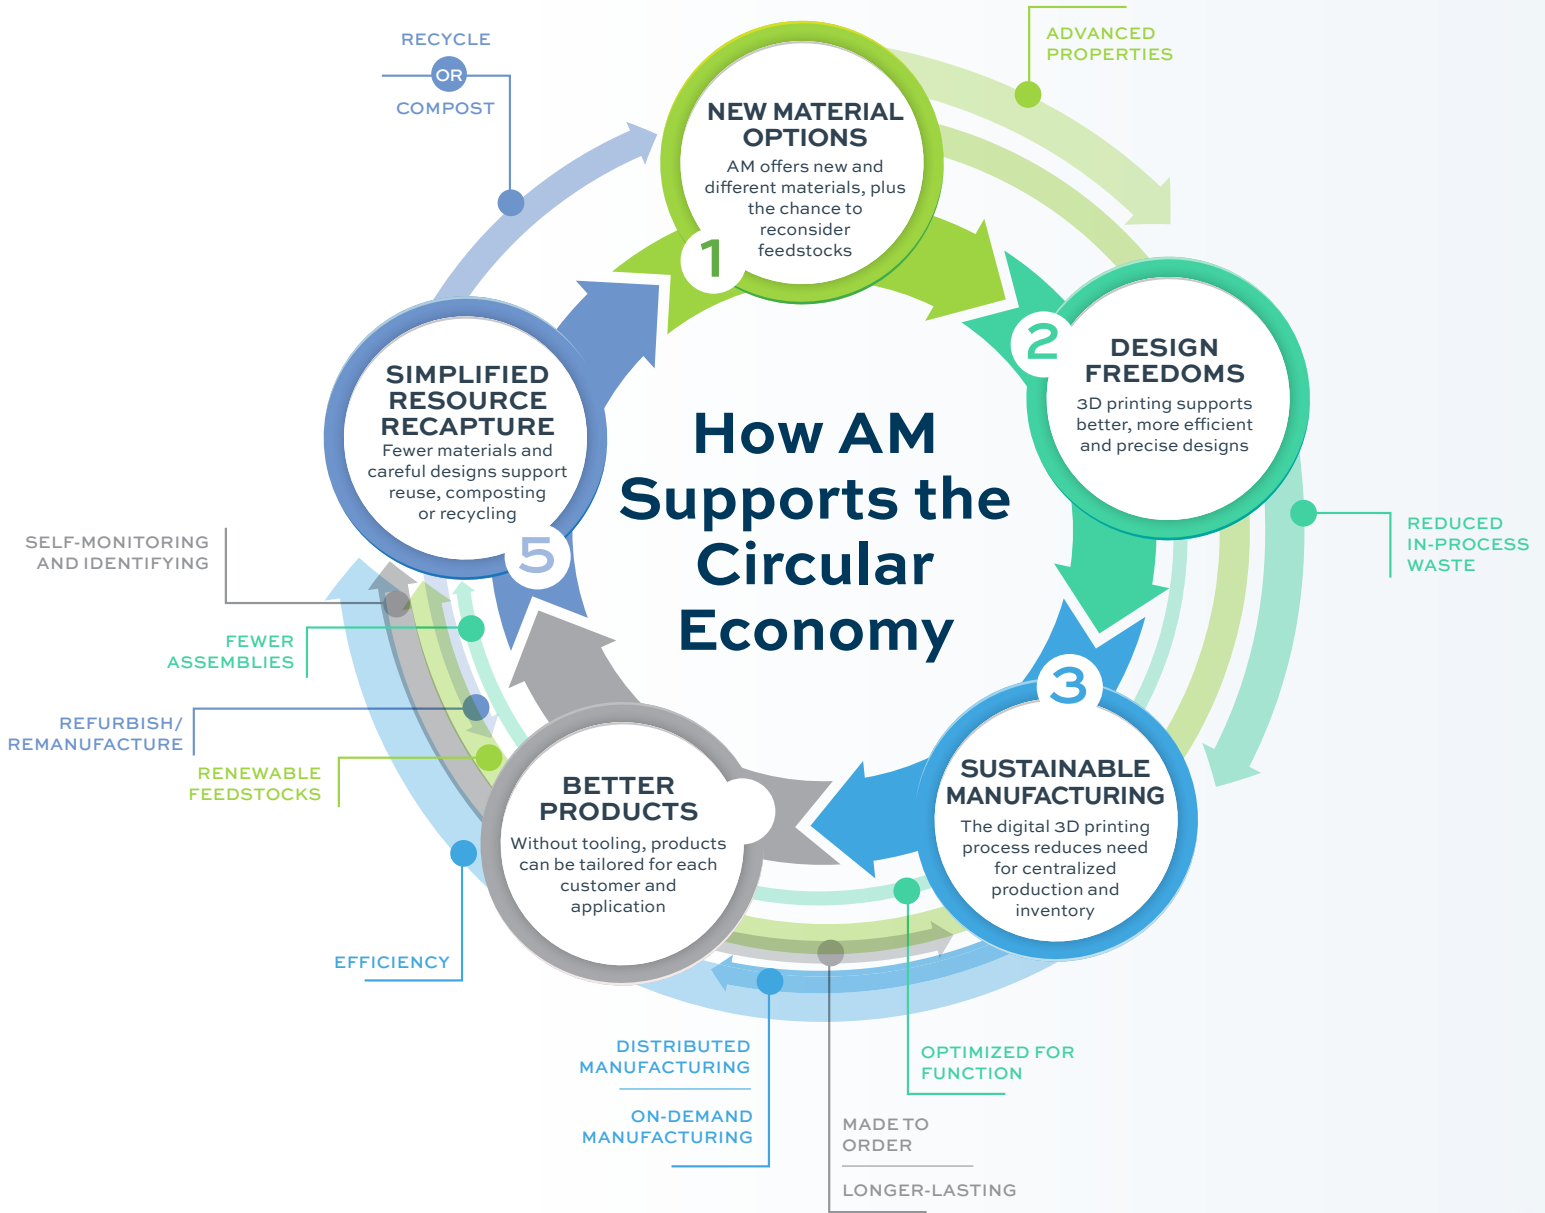 RECYCLE
OR
COMPOST
ADVANCED
PROPERTIES
NEW MATERIAL
OPTIONS
AM offers new and
different materials, plus
the chance to
reconsider
feedstocks
1
2
DESIGN
FREEDOMS
3D printing supports
better, more efficient
and precise designs
REDUCED
IN-PROCESS
WASTE
How AM
Supports the
Circular
Economy
3
SUSTAINABLE
MANUFACTURING
The digital 3D printing
process reduces need
for centralized
production and
inventory
OPTIMIZED FOR
FUNCTION
MADE TO
ORDER
LONGER-LASTING
DISTRIBUTED
MANUFACTURING
ON-DEMAND
MANUFACTURING
BETTER
PRODUCTS
Without tooling, products
can be tailored for each
customer and
application
SELF-MONITORING
AND IDENTIFYING
FEWER
ASSEMBLIES
REFURBISH/
REMANUFACTURE
RENEWABLE
FEEDSTOCKS
EFFICIENCY
SIMPLIFIED
RESOURCE
RECAPTURE
Fewer materials and
careful designs support
reuse, composting
or recycling
5